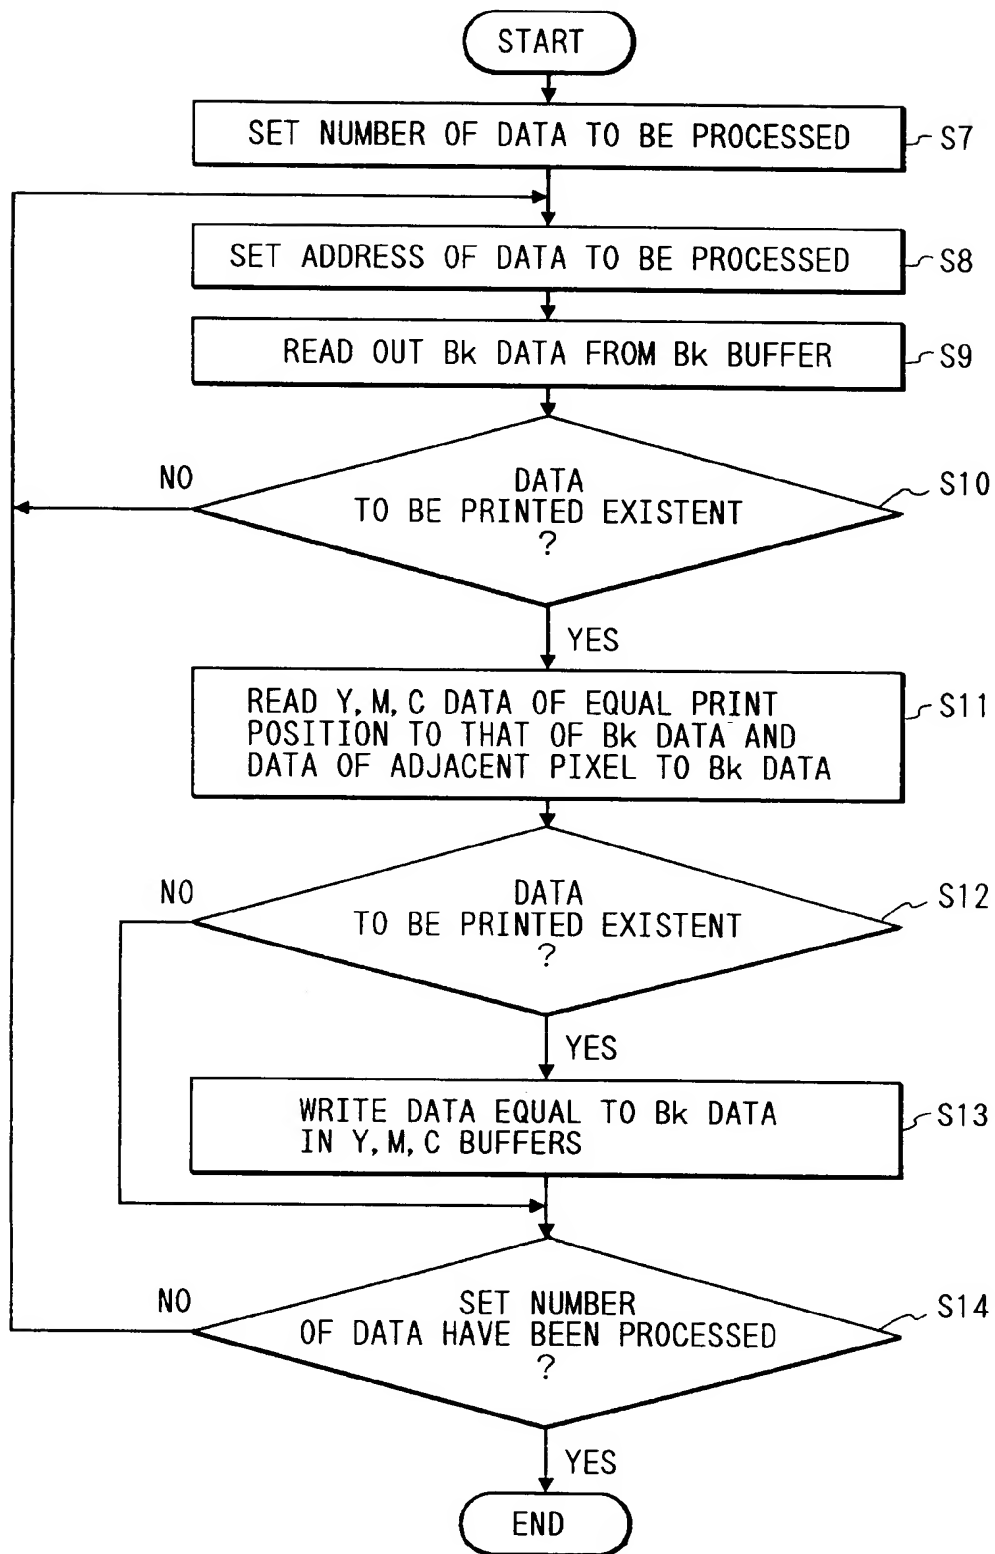 START
SET NUMBER OF DATA TO BE PROCESSED
S7
SET ADDRESS OF DATA TO BE PROCESSED
S8
READ OUT Bk DATA FROM Bk BUFFER
S9
NO
DATA
TO BE PRINTED EXISTENT
?
S10
YES
READ Y, M, C DATA OF EQUAL PRINT
POSITION TO THAT OF Bk DATA AND
DATA OF ADJACENT PIXEL TO Bk DATA
S11
NO
DATA
TO BE PRINTED EXISTENT
?
S12
YES
WRITE DATA EQUAL TO Bk DATA
IN Y, M, C BUFFERS
S13
NO
SET NUMBER
OF DATA HAVE BEEN PROCESSED
?
S14
YES
END